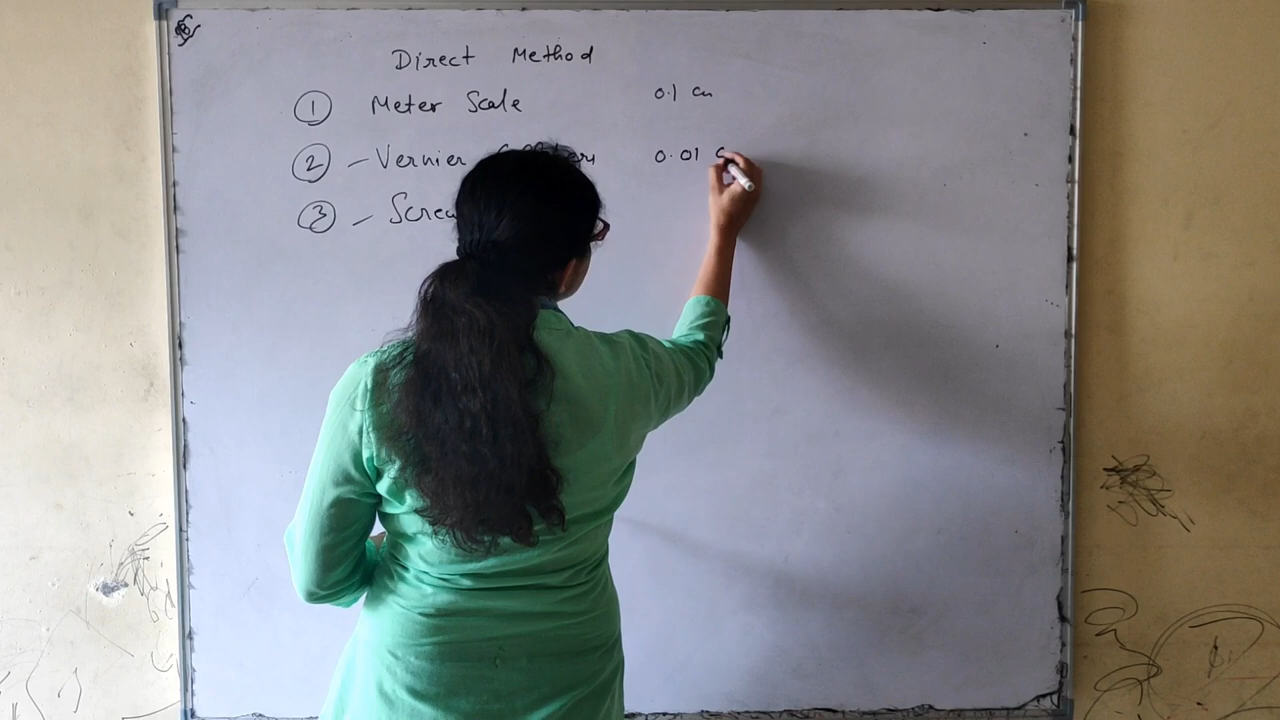 Direct Method
① Meter Scale 0.1 cm
② - Vernier 0.01 c
③ - Screw